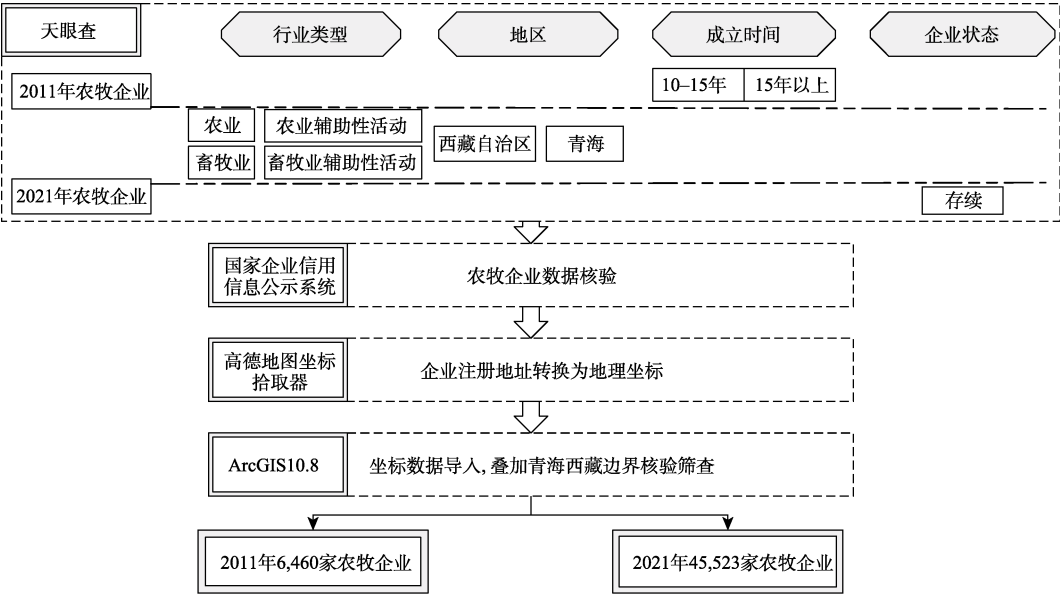 天眼查
行业类型
地区
成立时间
企业状态
2011年农牧企业
10–15年
15年以上
农业
农业辅助性活动
西藏自治区
青海
畜牧业
畜牧业辅助性活动
2021年农牧企业
存续
国家企业信用
信息公示系统
农牧企业数据核验
高德地图坐标
拾取器
企业注册地址转换为地理坐标
ArcGIS10.8
坐标数据导入, 叠加青海西藏边界核验筛查
2011年6,460家农牧企业
2021年45,523家农牧企业